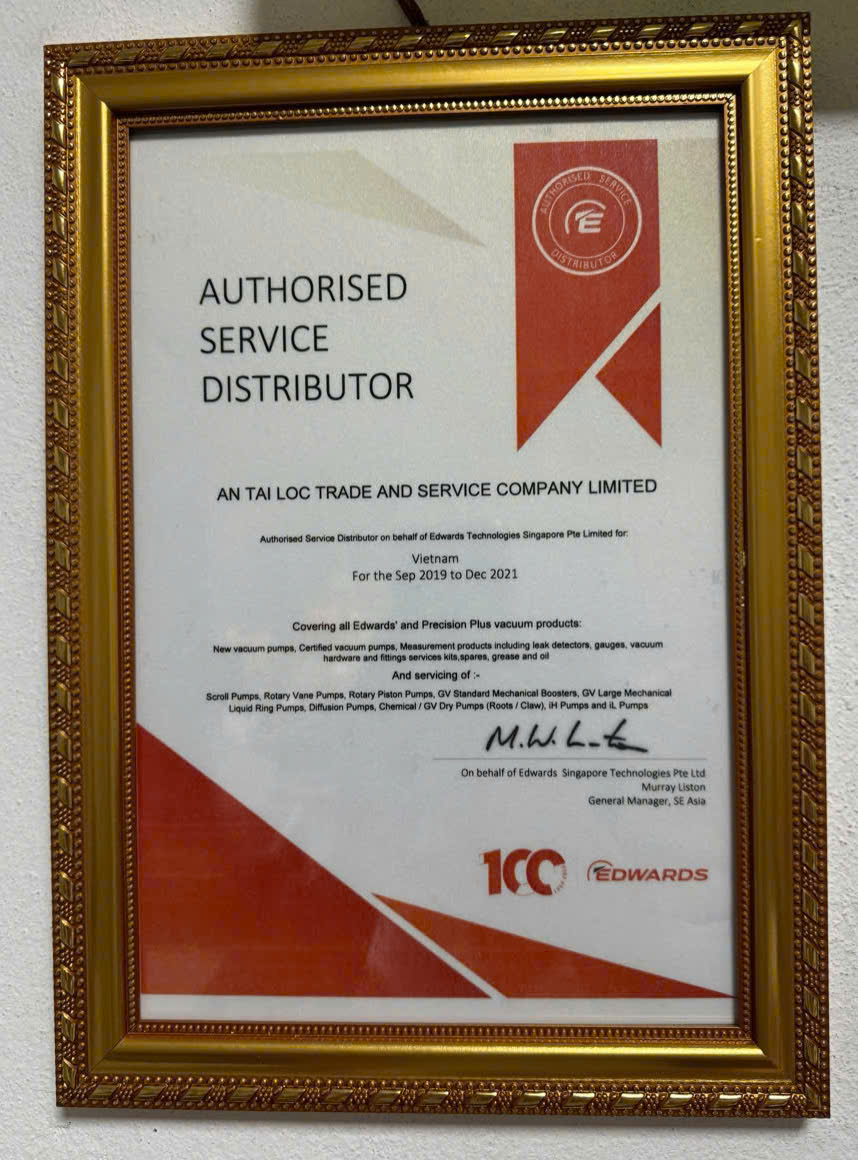 AUTHORISED SERVICE
DISTRIBUTOR
E
AUTHORISED
SERVICE
DISTRIBUTOR
AN TAI LOC TRADE AND SERVICE COMPANY LIMITED
Authorised Service Distributor on behalf of Edwards Technologies Singapore Pte Limited for:
Vietnam
For the Sep 2019 to Dec 2021
Covering all Edwards' and Precision Plus vacuum products:
New vacuum pumps, Certified vacuum pumps, Measurement products including leak detectors, gauges, vacuum
hardware and fittings services kits,spares, grease and oil
And servicing of :-
Scroll Pumps, Rotary Vane Pumps, Rotary Piston Pumps, GV Standard Mechanical Boosters, GV Large Mechanical
Liquid Ring Pumps, Diffusion Pumps, Chemical / GV Dry Pumps (Roots / Claw), iH Pumps and iL Pumps
On behalf of Edwards Singapore Technologies Pte Ltd
Murray Liston
General Manager, SE Asia
100
EDWARDS